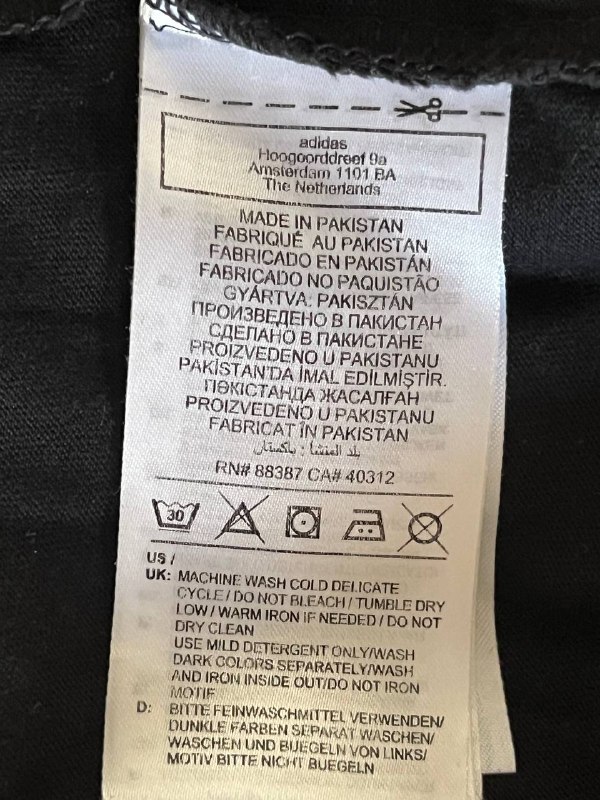 adidas
Hoogoorddreef 9a
Amsterdam 1101 BA
The Netherlands
MADE IN PAKISTAN
FABRIQUÉ AU PAKISTAN
FABRICADO EN PAKISTÁN
FABRICADO NO PAQUISTÃO
GYÁRTVA: PAKISZTÁN
ПРОИЗВЕДЕНО В ПАКИСТАН
СДЕЛАНО В ПАКИСТАНЕ
PROIZVEDENO U PAKISTANU
PAKİSTAN'DA İMAL EDİLMİŞTİR.
ПӘКІСТАНДА ЖАСАЛҒАН
PROIZVEDENO U PAKISTANU
FABRICAT ÎN PAKISTAN
بلد المنشأ : باكستان
RN# 88387 CA# 40312
30
US /
UK: MACHINE WASH COLD DELICATE
CYCLE / DO NOT BLEACH / TUMBLE DRY
LOW / WARM IRON IF NEEDED / DO NOT
DRY CLEAN
USE MILD DETERGENT ONLY/WASH
DARK COLORS SEPARATELY/WASH
AND IRON INSIDE OUT/DO NOT IRON
MOTIF
D: BITTE FEINWASCHMITTEL VERWENDEN/
DUNKLE FARBEN SEPARAT WASCHEN/
WASCHEN UND BUEGELN VON LINKS/
MOTIV BITTE NICHT BUEGELN